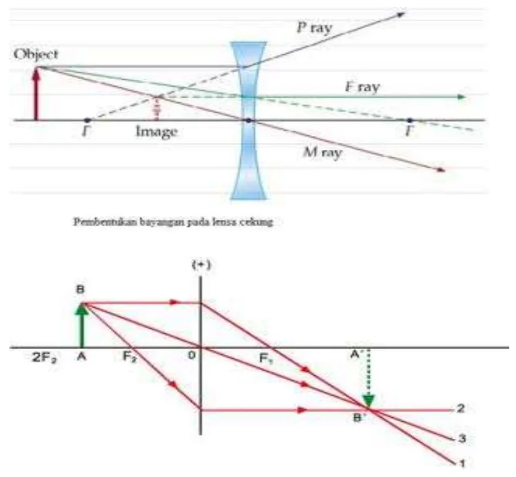 P ray
Object
F ray
F Image F
M ray
Pembentukan bayangan pada lensa cekung
(+)
B
2F₂ A F₂ 0 F₁ A'
B' 2
3
1